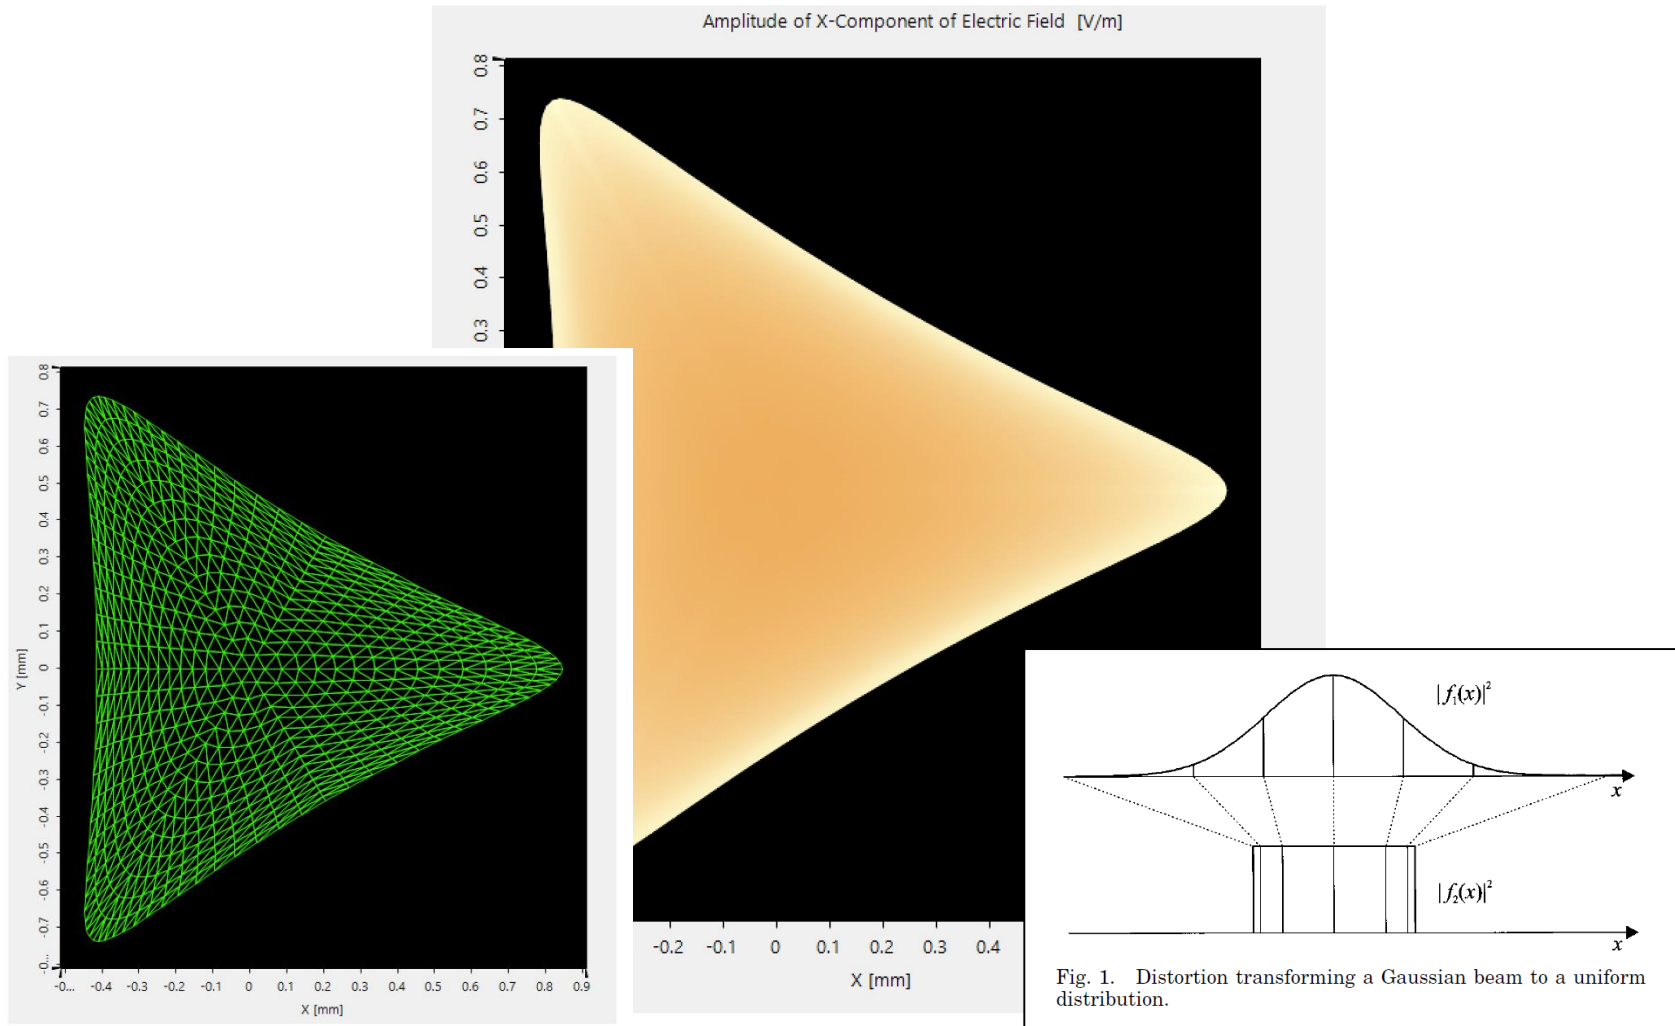 Amplitude of X-Component of Electric Field [V/m]
0.8
0.7
0.6
0.5
0.4
0.3
-0.2 -0.1 0 0.1 0.2 0.3 0.4
X [mm]
0.8
0.7
0.6
0.5
0.4
0.3
0.2
0.1
0
-0.1
-0.2
-0.3
-0.4
-0.5
-0.6
-0.7
-0...
Y [mm]
-0... -0.4 -0.3 -0.2 -0.1 0 0.1 0.2 0.3 0.4 0.5 0.6 0.7 0.8 0.9
X [mm]
|f₁(x)|²
x
|f₂(x)|²
x
Fig. 1. Distortion transforming a Gaussian beam to a uniform
distribution.